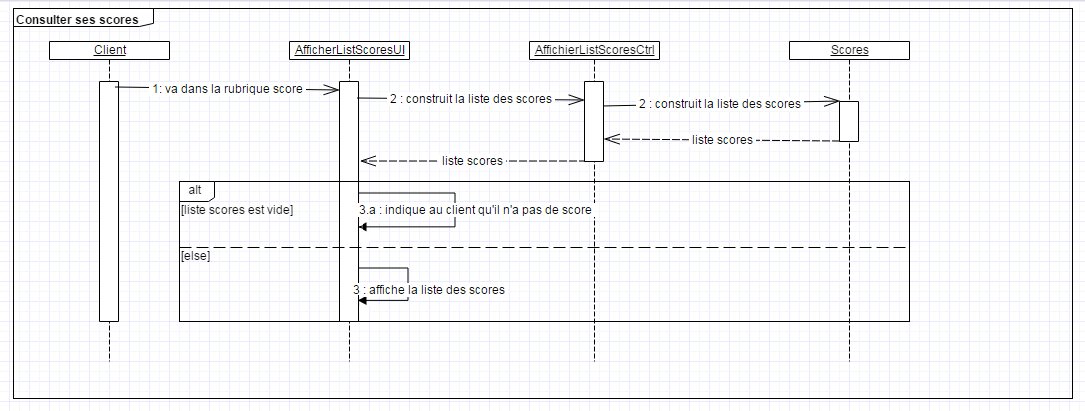 Consulter ses scores
Client
AfficherListScoresUI
AffichierListScoresCtrl
Scores
1: va dans la rubrique score
2 : construit la liste des scores
2 : construit la liste des scores
liste scores
liste scores
alt
[liste scores est vide]
3.a : indique au client qu'il n'a pas de score
[else]
3 : affiche la liste des scores